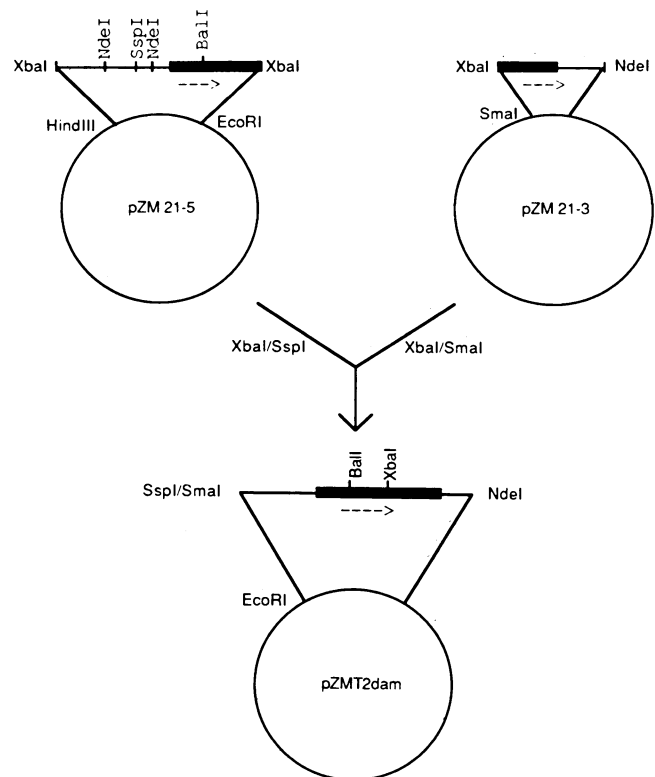 NdeI
SspI
NdeI
BalI
XbaI
XbaI
HindIII
EcoRI
pZM 21-5
XbaI
NdeI
SmaI
pZM 21-3
XbaI/SspI
XbaI/SmaI
BalI
XbaI
SspI/SmaI
NdeI
EcoRI
pZMT2dam